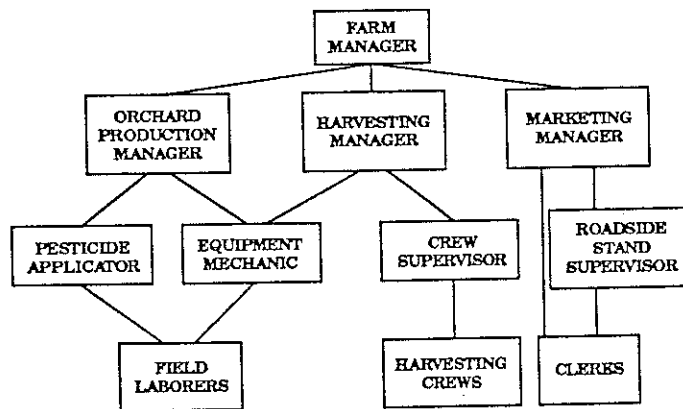 FARM
MANAGER
ORCHARD
PRODUCTION
MANAGER
HARVESTING
MANAGER
MARKETING
MANAGER
PESTICIDE
APPLICATOR
EQUIPMENT
MECHANIC
CREW
SUPERVISOR
ROADSIDE
STAND
SUPERVISOR
FIELD
LABORERS
HARVESTING
CREWS
CLERKS